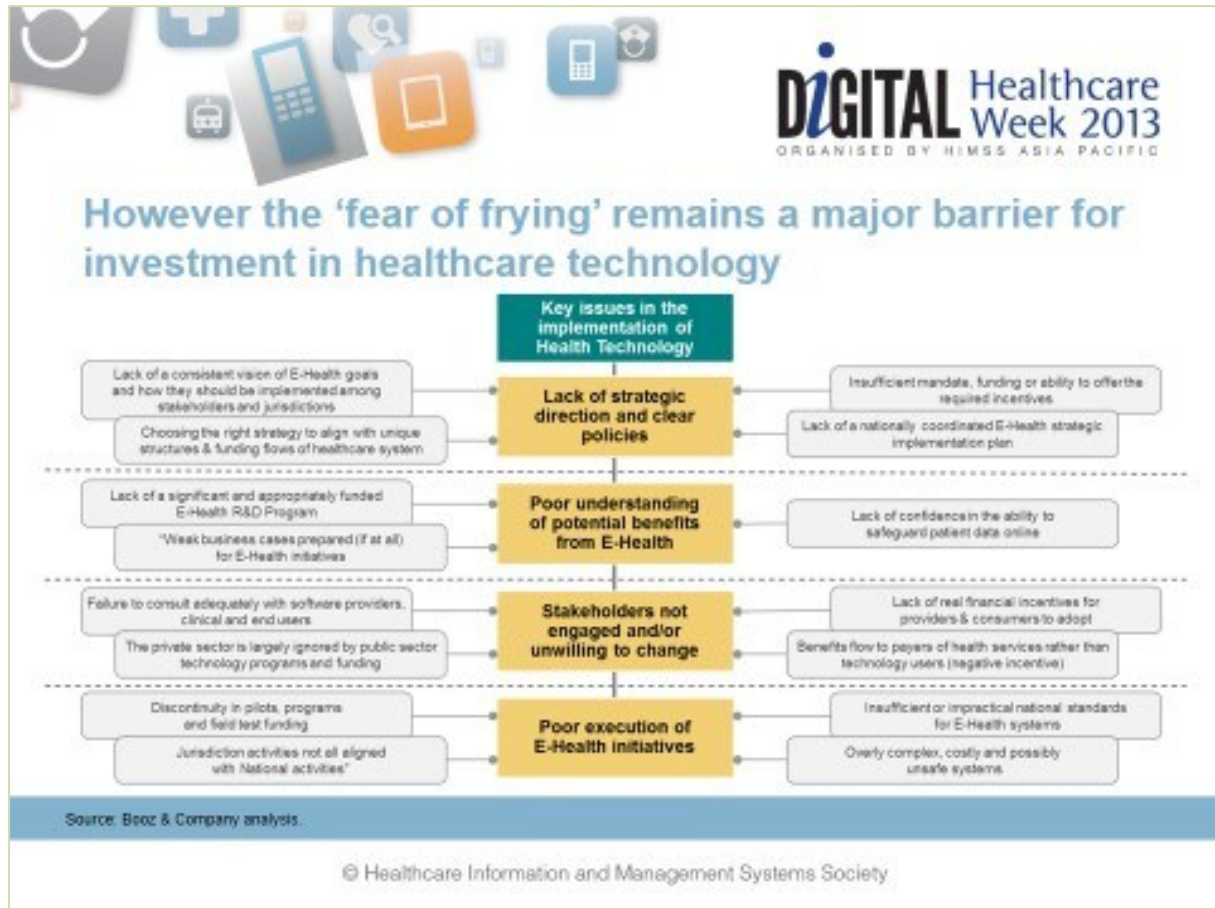 DiGITAL Healthcare
Week 2013
ORGANISED BY HIMSS ASIA PACIFIC
However the ‘fear of frying’ remains a major barrier for
investment in healthcare technology
Key issues in the
implementation of
Health Technology
Lack of a consistent vision of E-Health goals
and how they should be implemented among
stakeholders and jurisdictions
Choosing the right strategy to align with unique
structures & funding flows of healthcare system
Lack of strategic
direction and clear
policies
Insufficient mandate, funding or ability to offer the
required incentives
Lack of a nationally coordinated E-Health strategic
implementation plan
Lack of a significant and appropriately funded
E-Health R&D Program
"Weak business cases prepared (if at all)
for E-Health initiatives
Poor understanding
of potential benefits
from E-Health
Lack of confidence in the ability to
safeguard patient data online
Failure to consult adequately with software providers,
clinical and end users
The private sector is largely ignored by public sector
technology programs and funding
Stakeholders not
engaged and/or
unwilling to change
Lack of real financial incentives for
providers & consumers to adopt
Benefits flow to payers of health services rather than
technology users (negative incentive)
Discontinuity in pilots, programs
and field test funding
Jurisdiction activities not all aligned
with National activities"
Poor execution of
E-Health initiatives
Insufficient or impractical national standards
for E-Health systems
Overly complex, costly and possibly
unsafe systems
Source: Booz & Company analysis.
© Healthcare Information and Management Systems Society